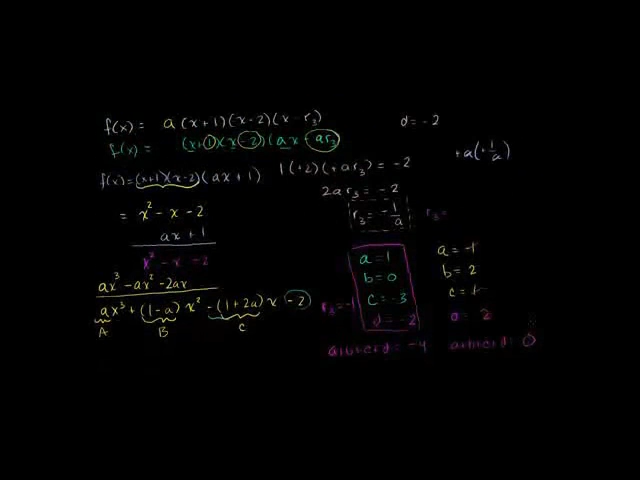 f(x) = a(x+1)(x-2)(x-r₃)
d=-2
f(x) = (x+1)(x-2)(ax-ar₃)
+a(+1/a)
f(x)=(x+1)(x-2)(ax+1)
1(+2)(+ar₃) = -2
2ar₃ = -2
= x²-x-2
r₃ = -1/a
r₃ =
ax+1
x²-x-2
ax³-ax²-2ax
ax³+(1-a)x²-(1+2a)x-2
A B C
a=1
b=0
c=-3
d=-2
r₃=-1
a+b+c+d=-4
a=-1
b=2
a+b+c+d=0